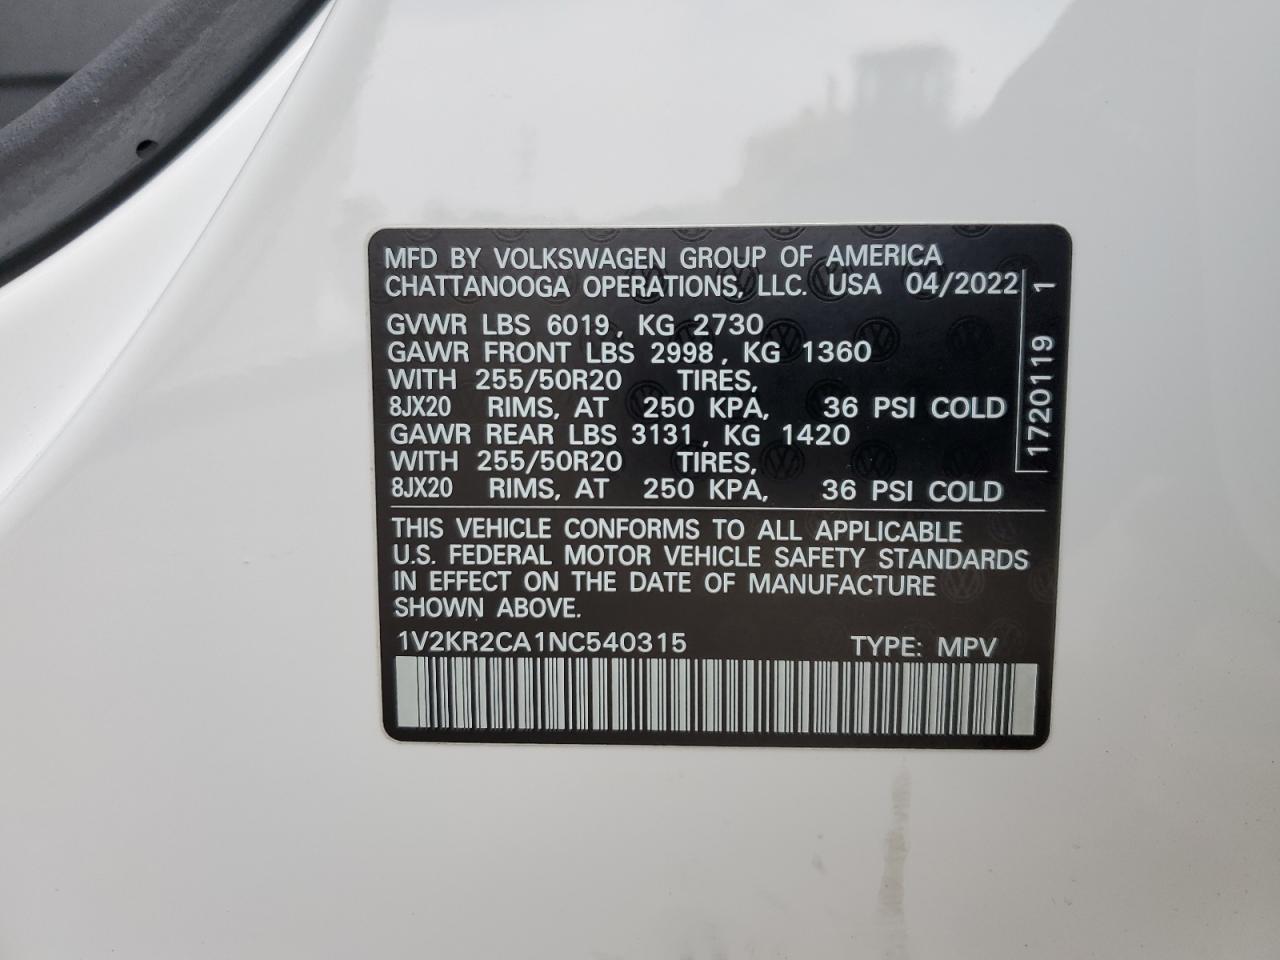 MFD BY VOLKSWAGEN GROUP OF AMERICA
CHATTANOOGA OPERATIONS, LLC. USA 04/2022
GVWR LBS 6019, KG 2730
GAWR FRONT LBS 2998, KG 1360
WITH 255/50R20 TIRES,
8JX20 RIMS, AT 250 KPA, 36 PSI COLD
GAWR REAR LBS 3131, KG 1420
WITH 255/50R20 TIRES,
8JX20 RIMS, AT 250 KPA, 36 PSI COLD
1720119 1
THIS VEHICLE CONFORMS TO ALL APPLICABLE
U.S. FEDERAL MOTOR VEHICLE SAFETY STANDARDS
IN EFFECT ON THE DATE OF MANUFACTURE
SHOWN ABOVE.
1V2KR2CA1NC540315 TYPE: MPV